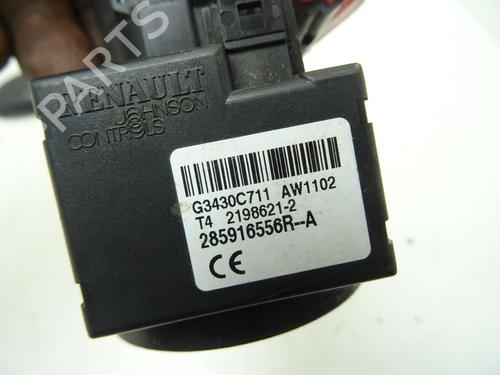 RENAULT
JOHNSON
CONTROLS
G3430C711 AW1102
T4 2198621-2
285916556R--A
CE
PARTS